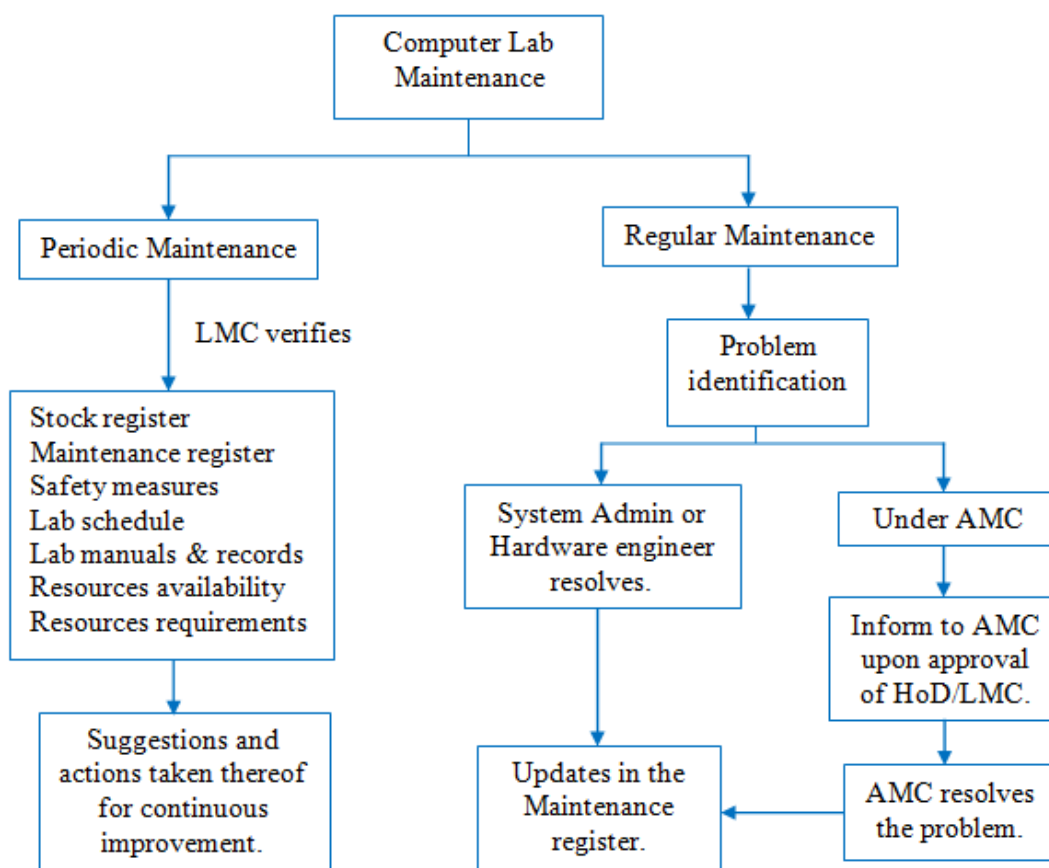 Computer Lab
Maintenance
Periodic Maintenance
Regular Maintenance
LMC verifies
Problem
identification
Stock register
Maintenance register
Safety measures
Lab schedule
Lab manuals & records
Resources availability
Resources requirements
System Admin or
Hardware engineer
resolves.
Under AMC
Inform to AMC
upon approval
of HoD/LMC.
Suggestions and
actions taken thereof
for continuous
improvement.
Updates in the
Maintenance
register.
AMC resolves
the problem.